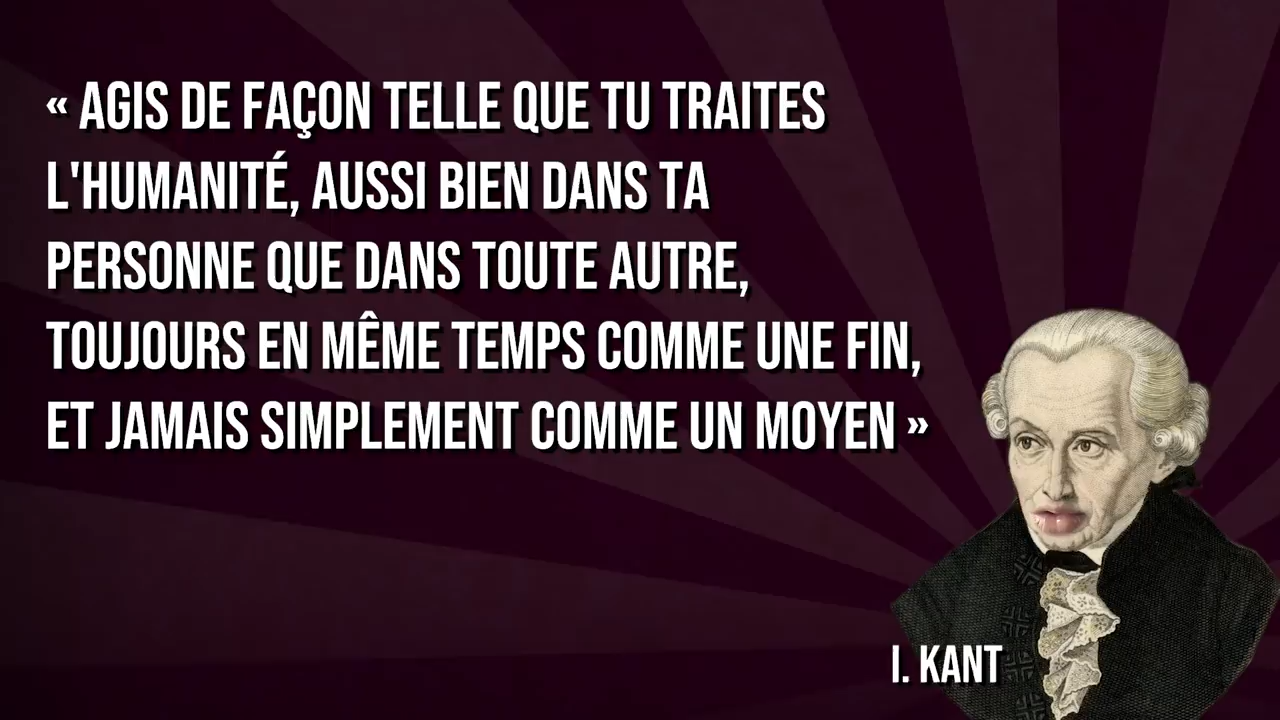 « AGIS DE FAÇON TELLE QUE TU TRAITES
L'HUMANITÉ, AUSSI BIEN DANS TA
PERSONNE QUE DANS TOUTE AUTRE,
TOUJOURS EN MÊME TEMPS COMME UNE FIN,
ET JAMAIS SIMPLEMENT COMME UN MOYEN »
I. KANT